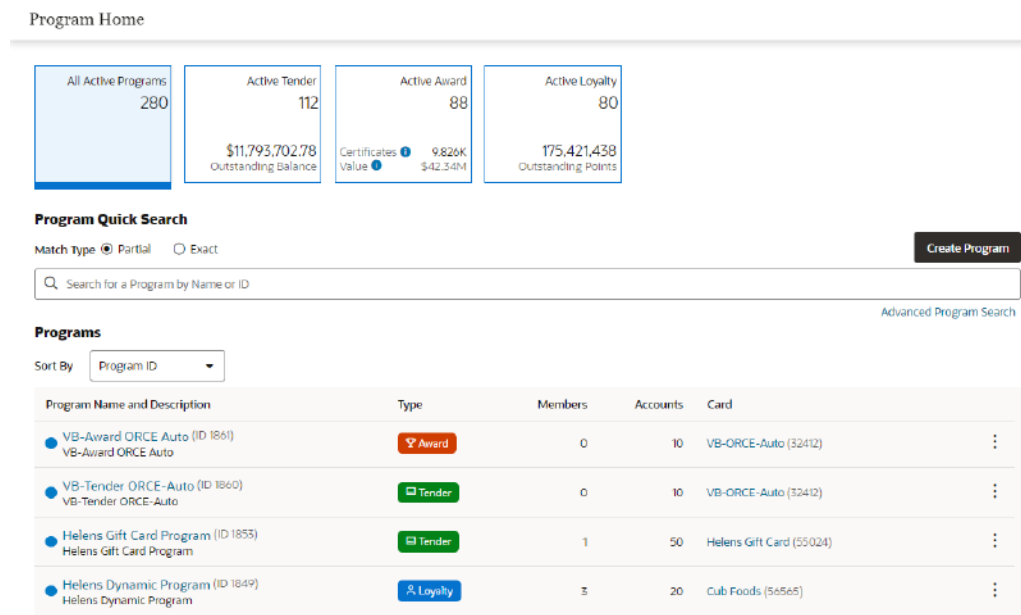 Program Home
All Active Programs
280
Active Tender
112
$11,793,702.78
Outstanding Balance
Active Award
88
Certificates 9.826K
Value $42.34M
Active Loyalty
80
175,421,438
Outstanding Points
Program Quick Search
Match Type Partial Exact
Create Program
Search for a Program by Name or ID
Advanced Program Search
Programs
Sort By Program ID
Program Name and Description Type Members Accounts Card
VB-Award ORCE Auto (ID 1861) Award 0 10 VB-ORCE-Auto (32412)
VB-Award ORCE Auto
VB-Tender ORCE-Auto (ID 1860) Tender 0 10 VB-ORCE-Auto (32412)
VB-Tender ORCE-Auto
Helens Gift Card Program (ID 1853) Tender 1 50 Helens Gift Card (55024)
Helens Gift Card Program
Helens Dynamic Program (ID 1849) Loyalty 3 20 Cub Foods (56565)
Helens Dynamic Program